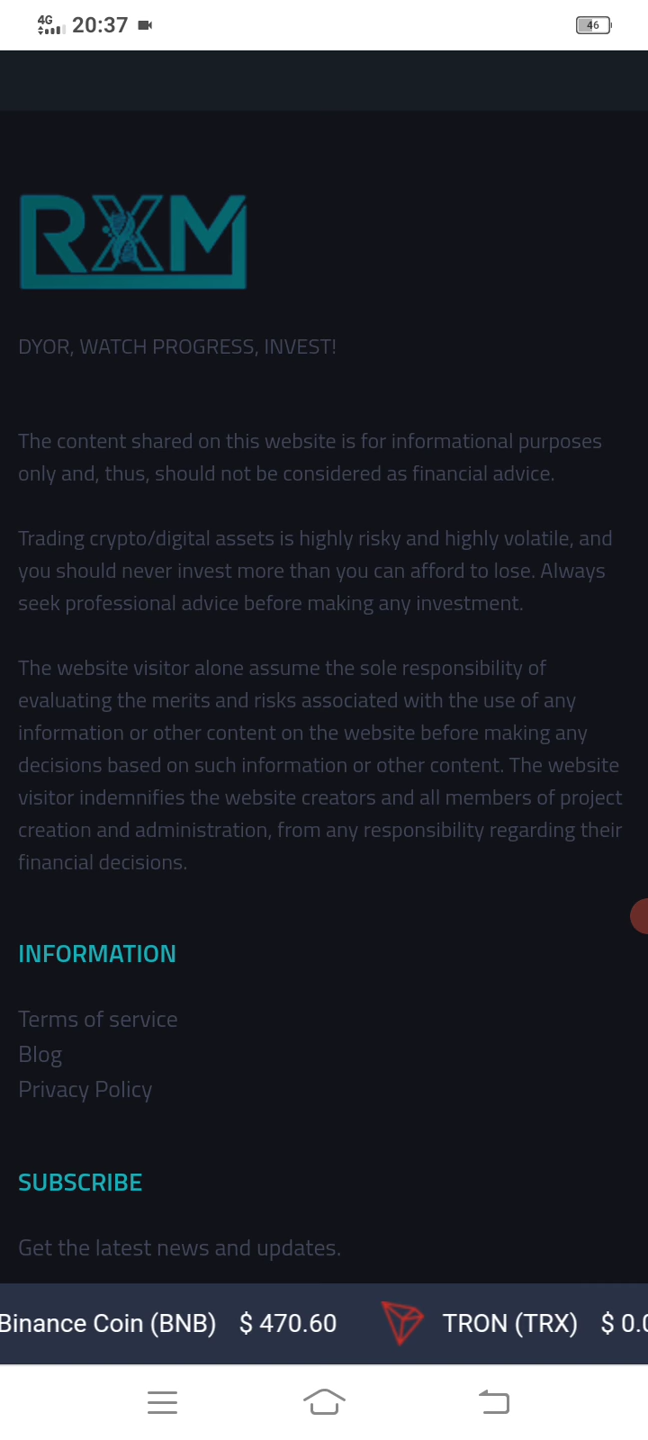 4G 20:37 46
RXM
DYOR, WATCH PROGRESS, INVEST!
The content shared on this website is for informational purposes
only and, thus, should not be considered as financial advice.
Trading crypto/digital assets is highly risky and highly volatile, and
you should never invest more than you can afford to lose. Always
seek professional advice before making any investment.
The website visitor alone assume the sole responsibility of
evaluating the merits and risks associated with the use of any
information or other content on the website before making any
decisions based on such information or other content. The website
visitor indemnifies the website creators and all members of project
creation and administration, from any responsibility regarding their
financial decisions.
INFORMATION
Terms of service
Blog
Privacy Policy
SUBSCRIBE
Get the latest news and updates.
Binance Coin (BNB) $ 470.60 TRON (TRX) $ 0.0